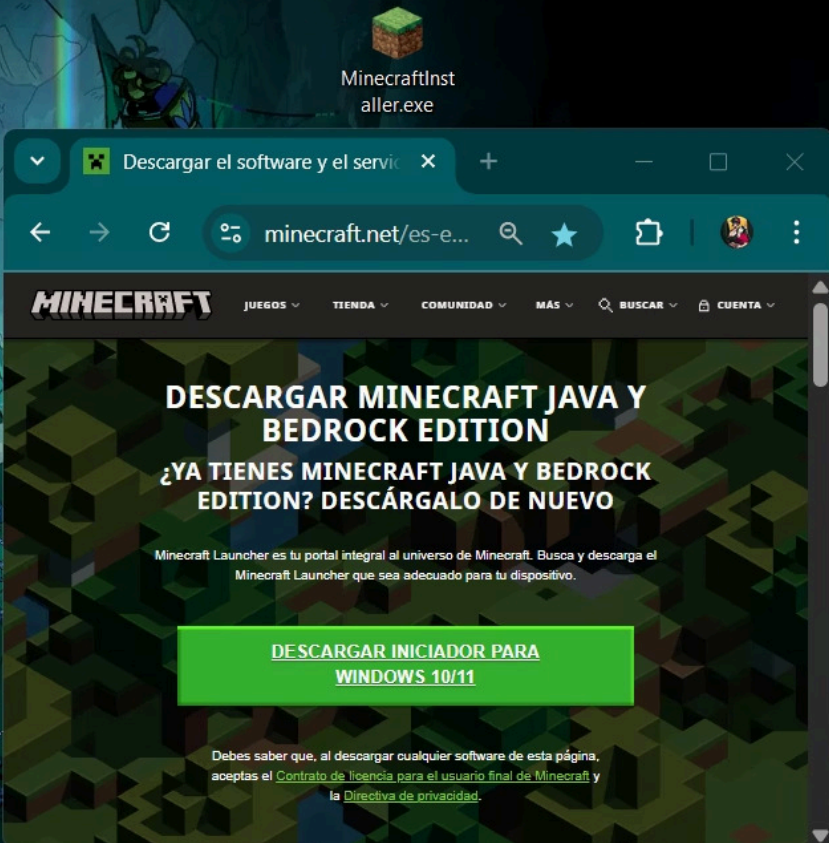 MinecraftInst
aller.exe
Descargar el software y el servic
minecraft.net/es-e...
MINECRAFT JUEGOS TIENDA COMUNIDAD MÁS BUSCAR CUENTA
DESCARGAR MINECRAFT JAVA Y
BEDROCK EDITION
¿YA TIENES MINECRAFT JAVA Y BEDROCK
EDITION? DESCÁRGALO DE NUEVO
Minecraft Launcher es tu portal integral al universo de Minecraft. Busca y descarga el
Minecraft Launcher que sea adecuado para tu dispositivo.
DESCARGAR INICIADOR PARA
WINDOWS 10/11
Debes saber que, al descargar cualquier software de esta página,
aceptas el Contrato de licencia para el usuario final de Minecraft y
la Directiva de privacidad.